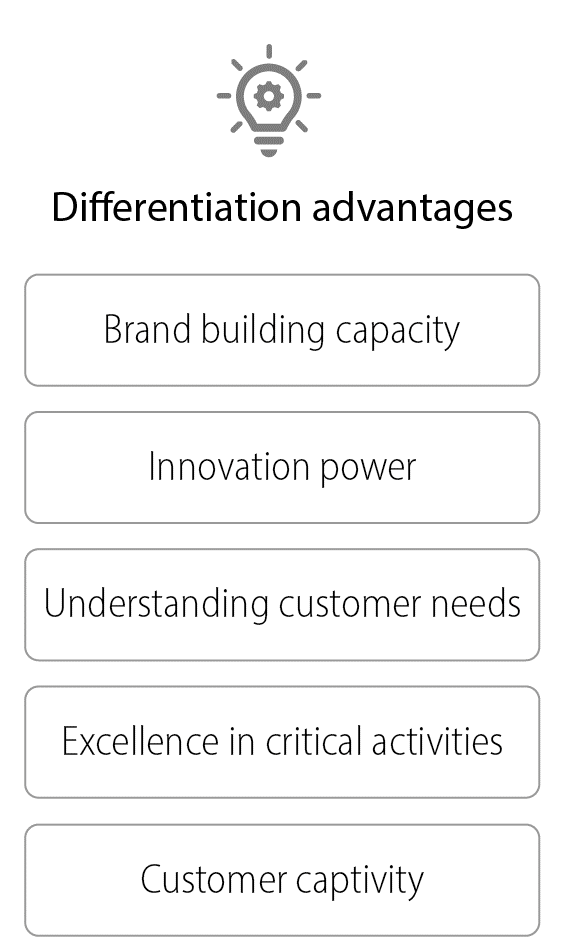 Differentiation advantages
Brand building capacity
Innovation power
Understanding customer needs
Excellence in critical activities
Customer captivity